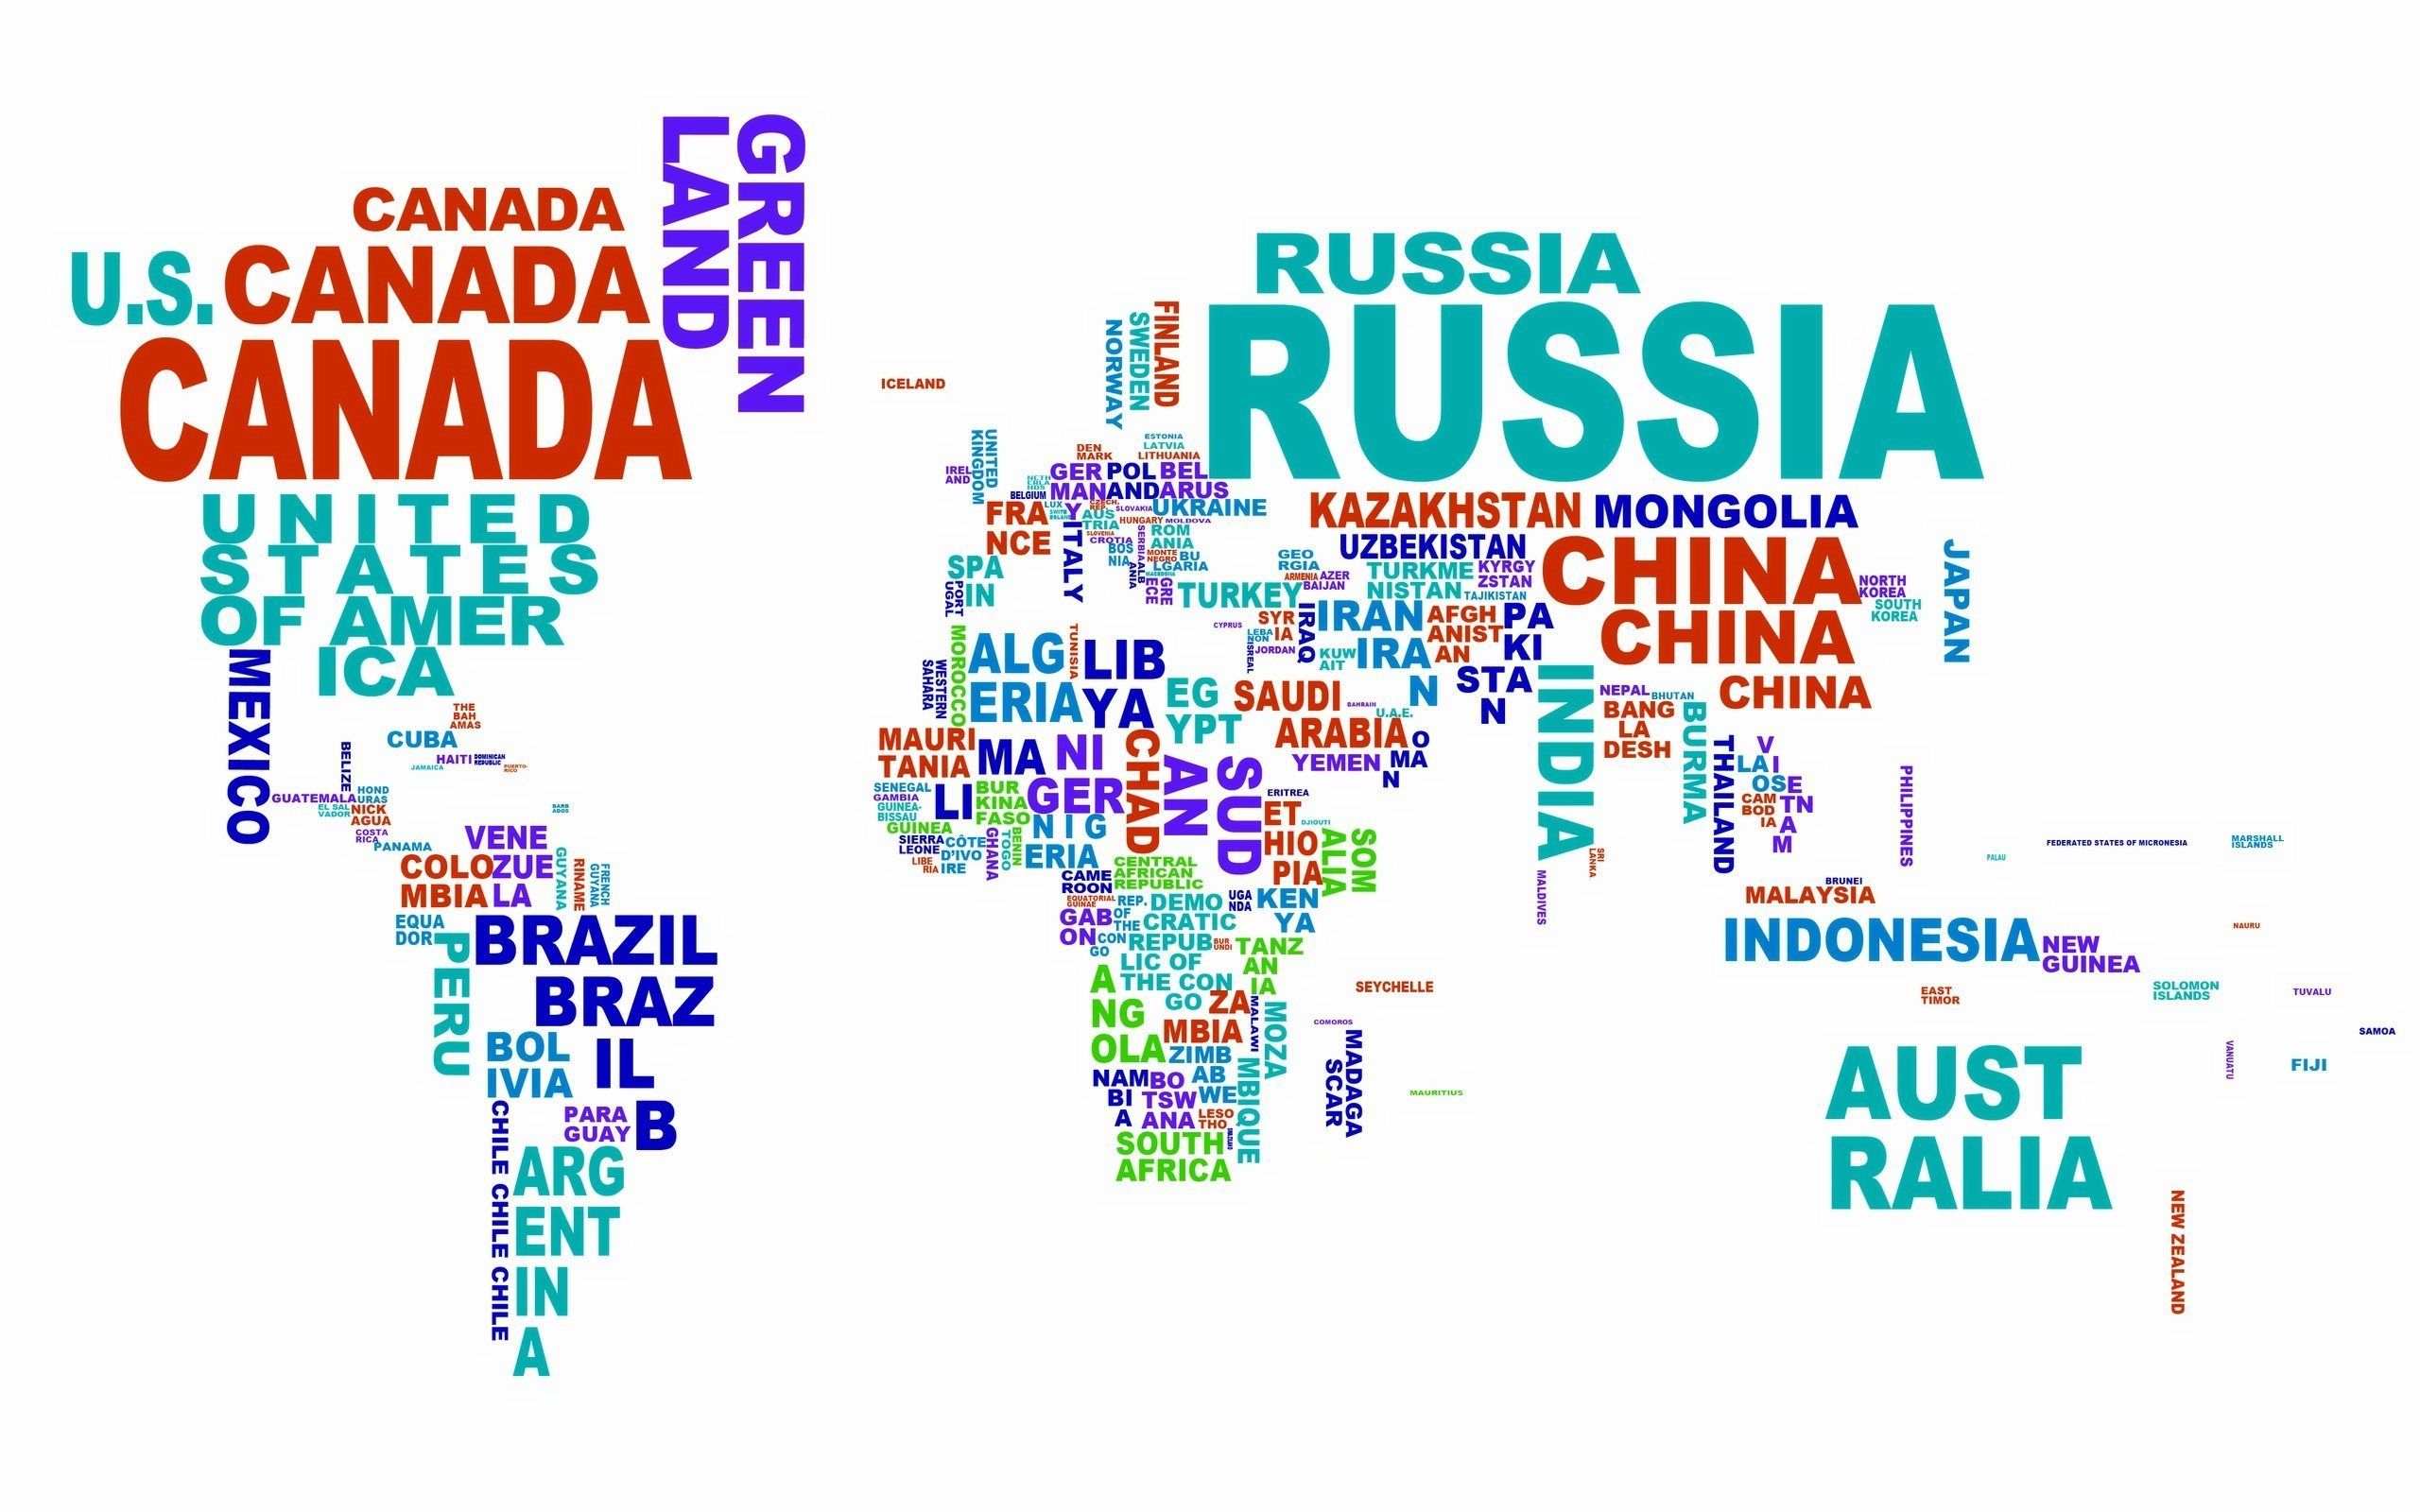 GREEN
LAND
CANADA
U.S.
CANADA
CANADA
UNITED
STATES
OF AMER
ICA
MEXICO
THE
BAH
AMAS
CUBA
HAITI
DOMINICAN
REPUBLIC
JAMAICA
PUERTO-
RICO
BELIZE
GUATEMALA
HOND
URAS
EL SAL
VADOR
NICK
AGUA
COSTA
RICA
PANAMA
BARB
ADOS
VENE
ZUE
LA
COLO
MBIA
GUYANA
RINAME
FRENCH
GUYANA
EQUA
DOR
PERU
BRAZIL
BRAZ
IL
B
BOL
IVIA
PARA
GUAY
CHILE CHILE CHILE CHILE
ARG
ENT
IN
A
ICELAND
NORWAY
SWEDEN
FINLAND
UNITED
KINGDOM
IREL
AND
DEN
MARK
ESTONIA
LATVIA
LITHUANIA
NETH
ERLA
NDS
BELGIUM
LUX
GER
MAN
Y
POL
AND
BEL
ARUS
UKRAINE
CZECH.
REP.
SLOVAKIA
FRA
NCE
AUS
TRIA
HUNGARY
MOLDOVA
SLOVENIA
CROTIA
ROM
ANIA
BOS
NIA
SERBIA
MONTE
NEGRO
BU
LGARIA
ALB
ANIA
MACEDONIA
GRE
ECE
ITALY
SPA
IN
PORT
UGAL
RUSSIA
RUSSIA
KAZAKHSTAN
MONGOLIA
UZBEKISTAN
GEO
RGIA
ARMENIA
AZER
BAIJAN
TURKME
NISTAN
KYRGY
ZSTAN
TAJIKISTAN
TURKEY
CYPRUS
SYR
IA
LEBA
NON
ISREAL
JORDAN
IRAQ
KUW
AIT
IRAN
IRA
N
AFGH
ANIST
AN
PA
KI
STA
N
SAUDI
ARABIA
BAHRAIN
U.A.E.
O
MA
N
YEMEN
CHINA
CHINA
CHINA
NORTH
KOREA
SOUTH
KOREA
JAPAN
INDIA
NEPAL
BHUTAN
BANG
LA
DESH
BURMA
THAILAND
LA
OS
V
I
E
TN
A
M
CAM
BOD
IA
SRI
LANKA
MALDIVES
PHILIPPINES
BRUNEI
MALAYSIA
INDONESIA
NEW
GUINEA
EAST
TIMOR
PALAU
FEDERATED STATES OF MICRONESIA
MARSHALL
ISLANDS
NAURU
SOLOMON
ISLANDS
TUVALU
SAMOA
VANUATU
FIJI
AUST
RALIA
NEW ZEALAND
MOROCCO
WESTERN
SAHARA
ALG
ERIA
TUNISIA
LIB
YA
EG
YPT
MAURI
TANIA
MA
LI
NI
GER
CHAD
SUD
AN
ERITREA
DJIOUTI
ET
HIO
PIA
SOM
ALIA
SENEGAL
GAMBIA
GUINEA-
BISSAU
GUINEA
SIERRA
LEONE
LIBE
RIA
CÔTE
D'IVO
IRE
BUR
KINA
FASO
GHANA
TOGO
BENIN
NIG
ERIA
CAME
ROON
CENTRAL
AFRICAN
REPUBLIC
EQUATORIAL
GUINAE
GAB
ON
REP.
OF
THE
CON
GO
DEMO
CRATIC
REPUB
LIC OF
THE CON
GO
UGA
NDA
KEN
YA
BUR
UNDI
TANZ
AN
IA
A
NG
OLA
ZA
MBIA
MALAWI
MOZA
MBIQUE
ZIMB
AB
WE
NAM
BI
A
BO
TSW
ANA
LESO
THO
SOUTH
AFRICA
SEYCHELLE
COMOROS
MADAGA
SCAR
MAURITIUS